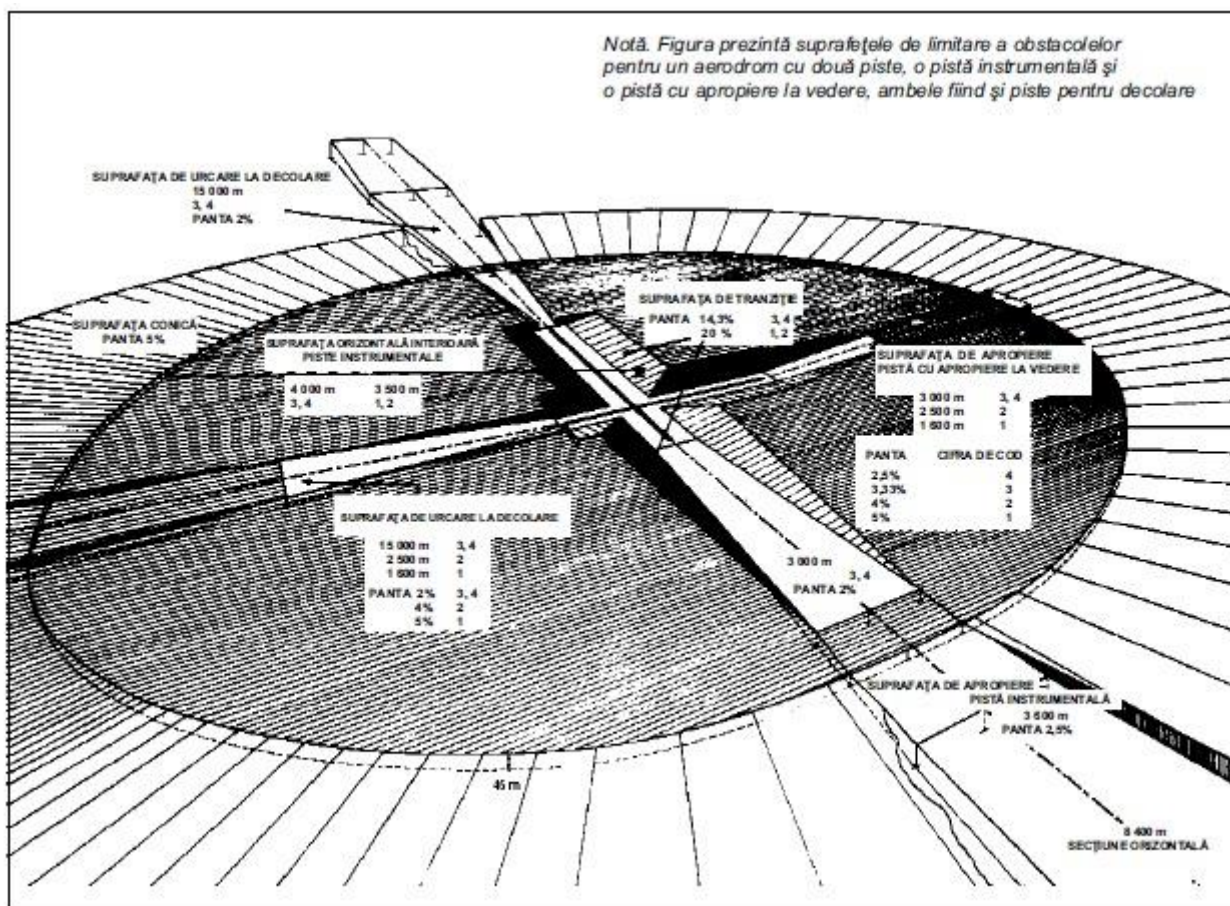 Notă. Figura prezintă suprafețele de limitare a obstacolelor
pentru un aerodrom cu două piste, o pistă instrumentală și
o pistă cu apropiere la vedere, ambele fiind și piste pentru decolare
SUPRAFAȚA DE URCARE LA DECOLARE
15 000 m
3, 4
PANTA 2%
SUPRAFAȚA DE TRANZIȚIE
PANTA 14,3% 3, 4
20 % 1, 2
SUPRAFAȚA CONICĂ
PANTA 5%
SUPRAFAȚA ORIZONTALĂ INTERIOARĂ
PISTE INSTRUMENTALE
4 000 m 3 500 m
3, 4 1, 2
SUPRAFAȚA DE APROPIERE
PISTĂ CU APROPIERE LA VEDERE
3 000 m 3, 4
2 500 m 2
1 600 m 1
PANTA CIFRA DE COD
2,5% 4
3,33% 3
4% 2
5% 1
SUPRAFAȚA DE URCARE LA DECOLARE
15 000 m 3, 4
2 500 m 2
1 600 m 1
PANTA 2% 3, 4
4% 2
5% 1
3 000 m
3, 4
PANTA 2%
SUPRAFAȚA DE APROPIERE
PISTĂ INSTRUMENTALĂ
3 600 m
PANTA 2,5%
45 m
8 400 m
SECȚIUNE ORIZONTALĂ